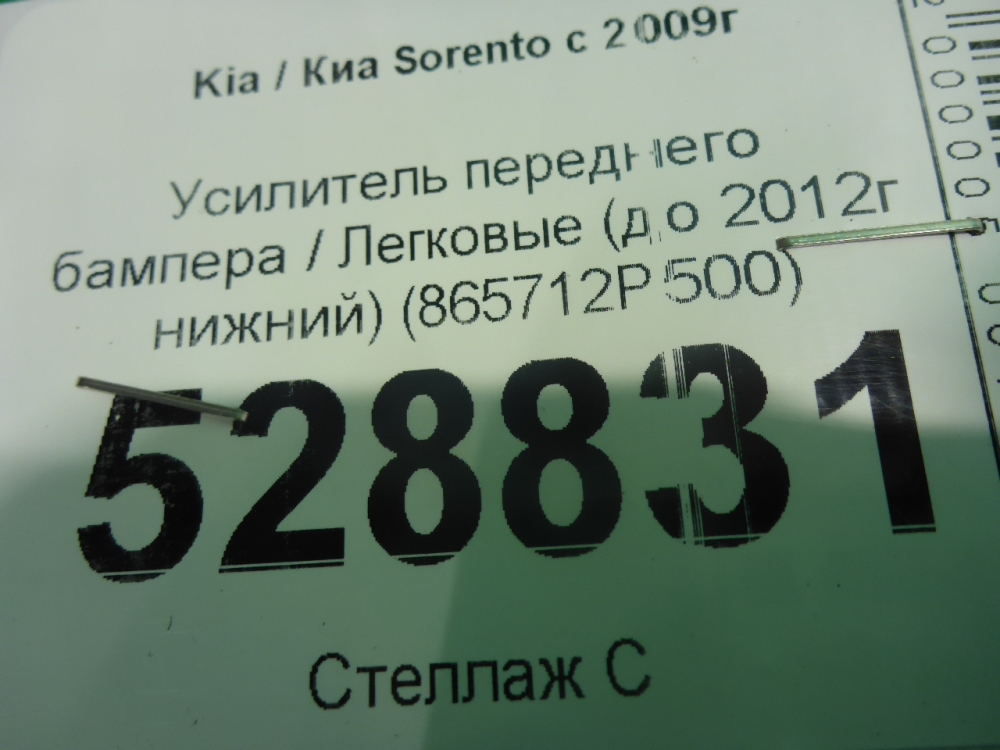 Kia / Киа Sorento с 2009г
Усилитель переднего
бампера / Легковые (до 2012г
нижний) (865712P500)
528831
Стеллаж С